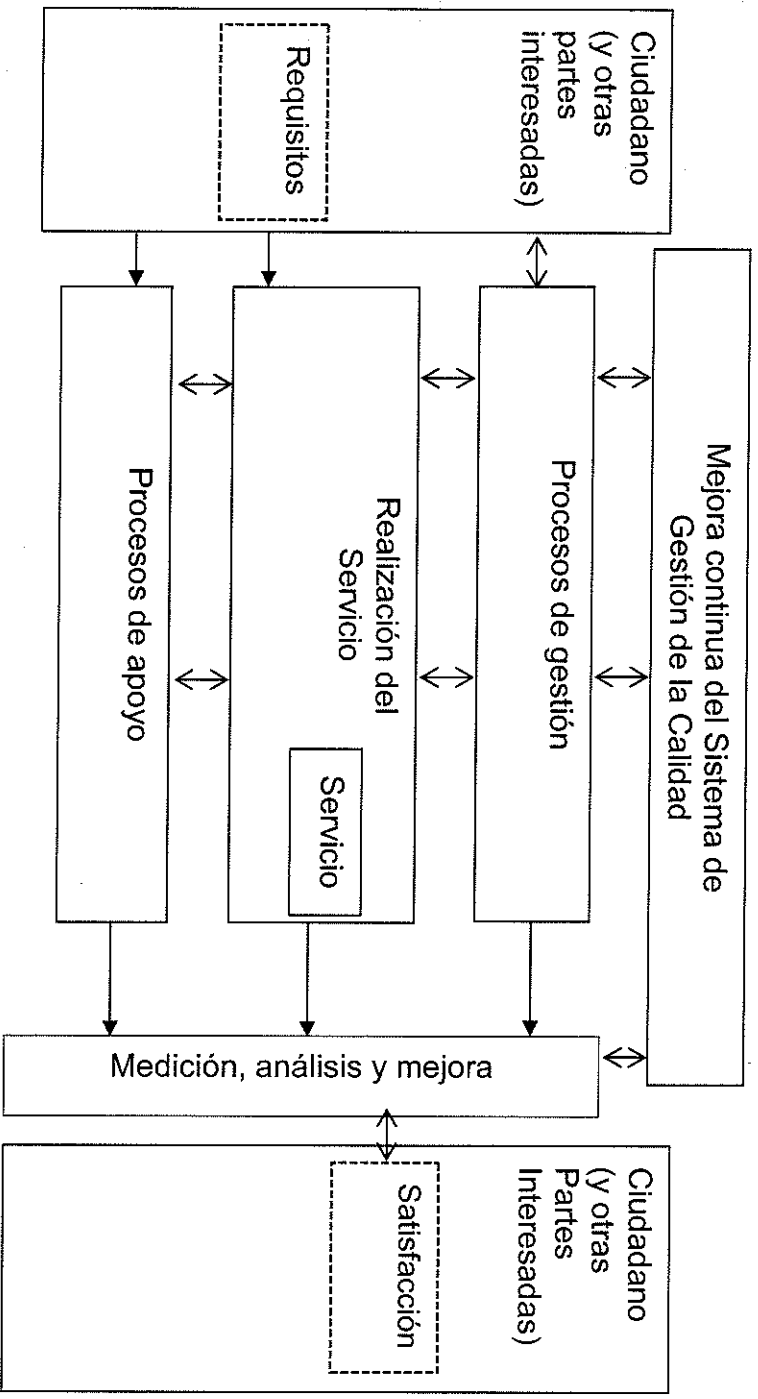 Mejora continua del Sistema de
Gestión de la Calidad
Ciudadano
(y otras
partes
interesadas)
Requisitos
Procesos de gestión
Realización del
Servicio
Servicio
Procesos de apoyo
Medición, análisis y mejora
Ciudadano
(y otras
Partes
Interesadas)
Satisfacción